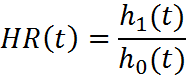 HR(t) = h₁(t) / h₀(t)